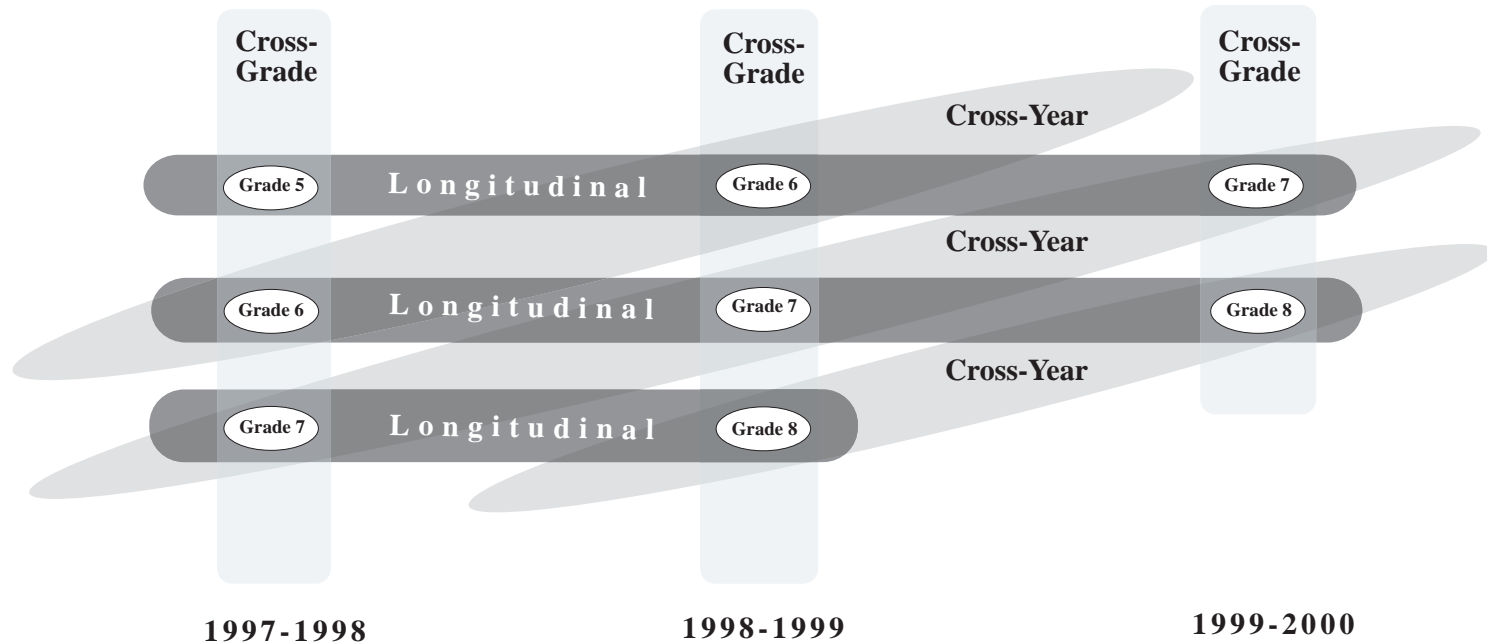 Cross-
Grade
Cross-
Grade
Cross-
Grade
Cross-Year
Grade 5
Longitudinal
Grade 6
Grade 7
Cross-Year
Grade 6
Longitudinal
Grade 7
Grade 8
Cross-Year
Grade 7
Longitudinal
Grade 8
1997-1998
1998-1999
1999-2000